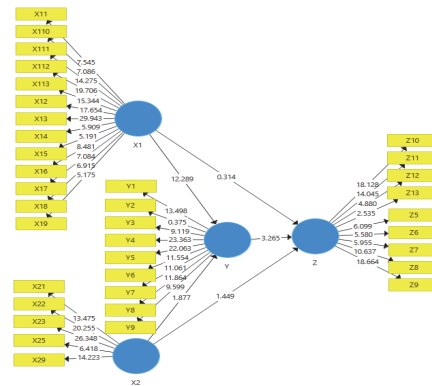 X11
X110
X111
X112
X113
X12
X13
X14
X15
X16
X17
X18
X19
7.545
7.086
14.275
19.706
15.344
17.654
29.943
5.909
5.191
8.481
7.084
6.915
5.175
X1
12.289
0.314
Y1
Y2
Y3
Y4
Y5
Y6
Y7
Y8
Y9
13.498
0.375
9.119
23.363
22.063
11.554
11.061
11.864
9.599
1.877
Y
3.265
Z
1.449
Z10
Z11
Z12
Z13
Z5
Z6
Z7
Z8
Z9
18.128
14.045
4.880
2.535
6.099
5.580
5.955
10.637
18.664
X21
X22
X23
X25
X29
13.475
20.255
26.348
6.418
14.223
X2